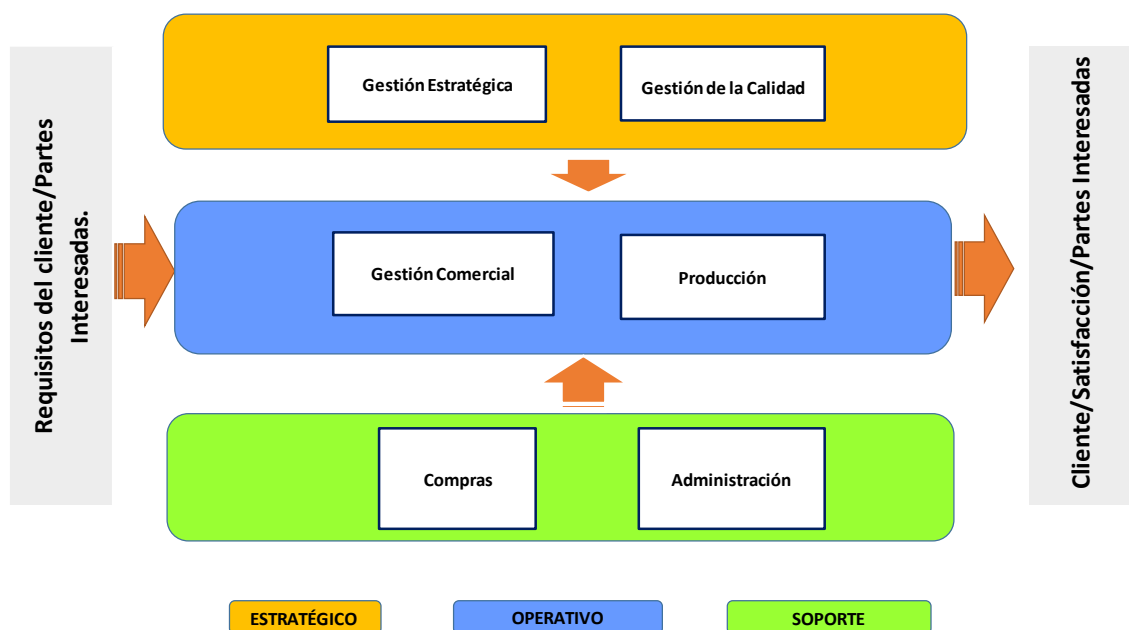 Requisitos del cliente/Partes
Interesadas.
Gestión Estratégica
Gestión de la Calidad
Gestión Comercial
Producción
Compras
Administración
Cliente/Satisfacción/Partes Interesadas
ESTRATÉGICO
OPERATIVO
SOPORTE